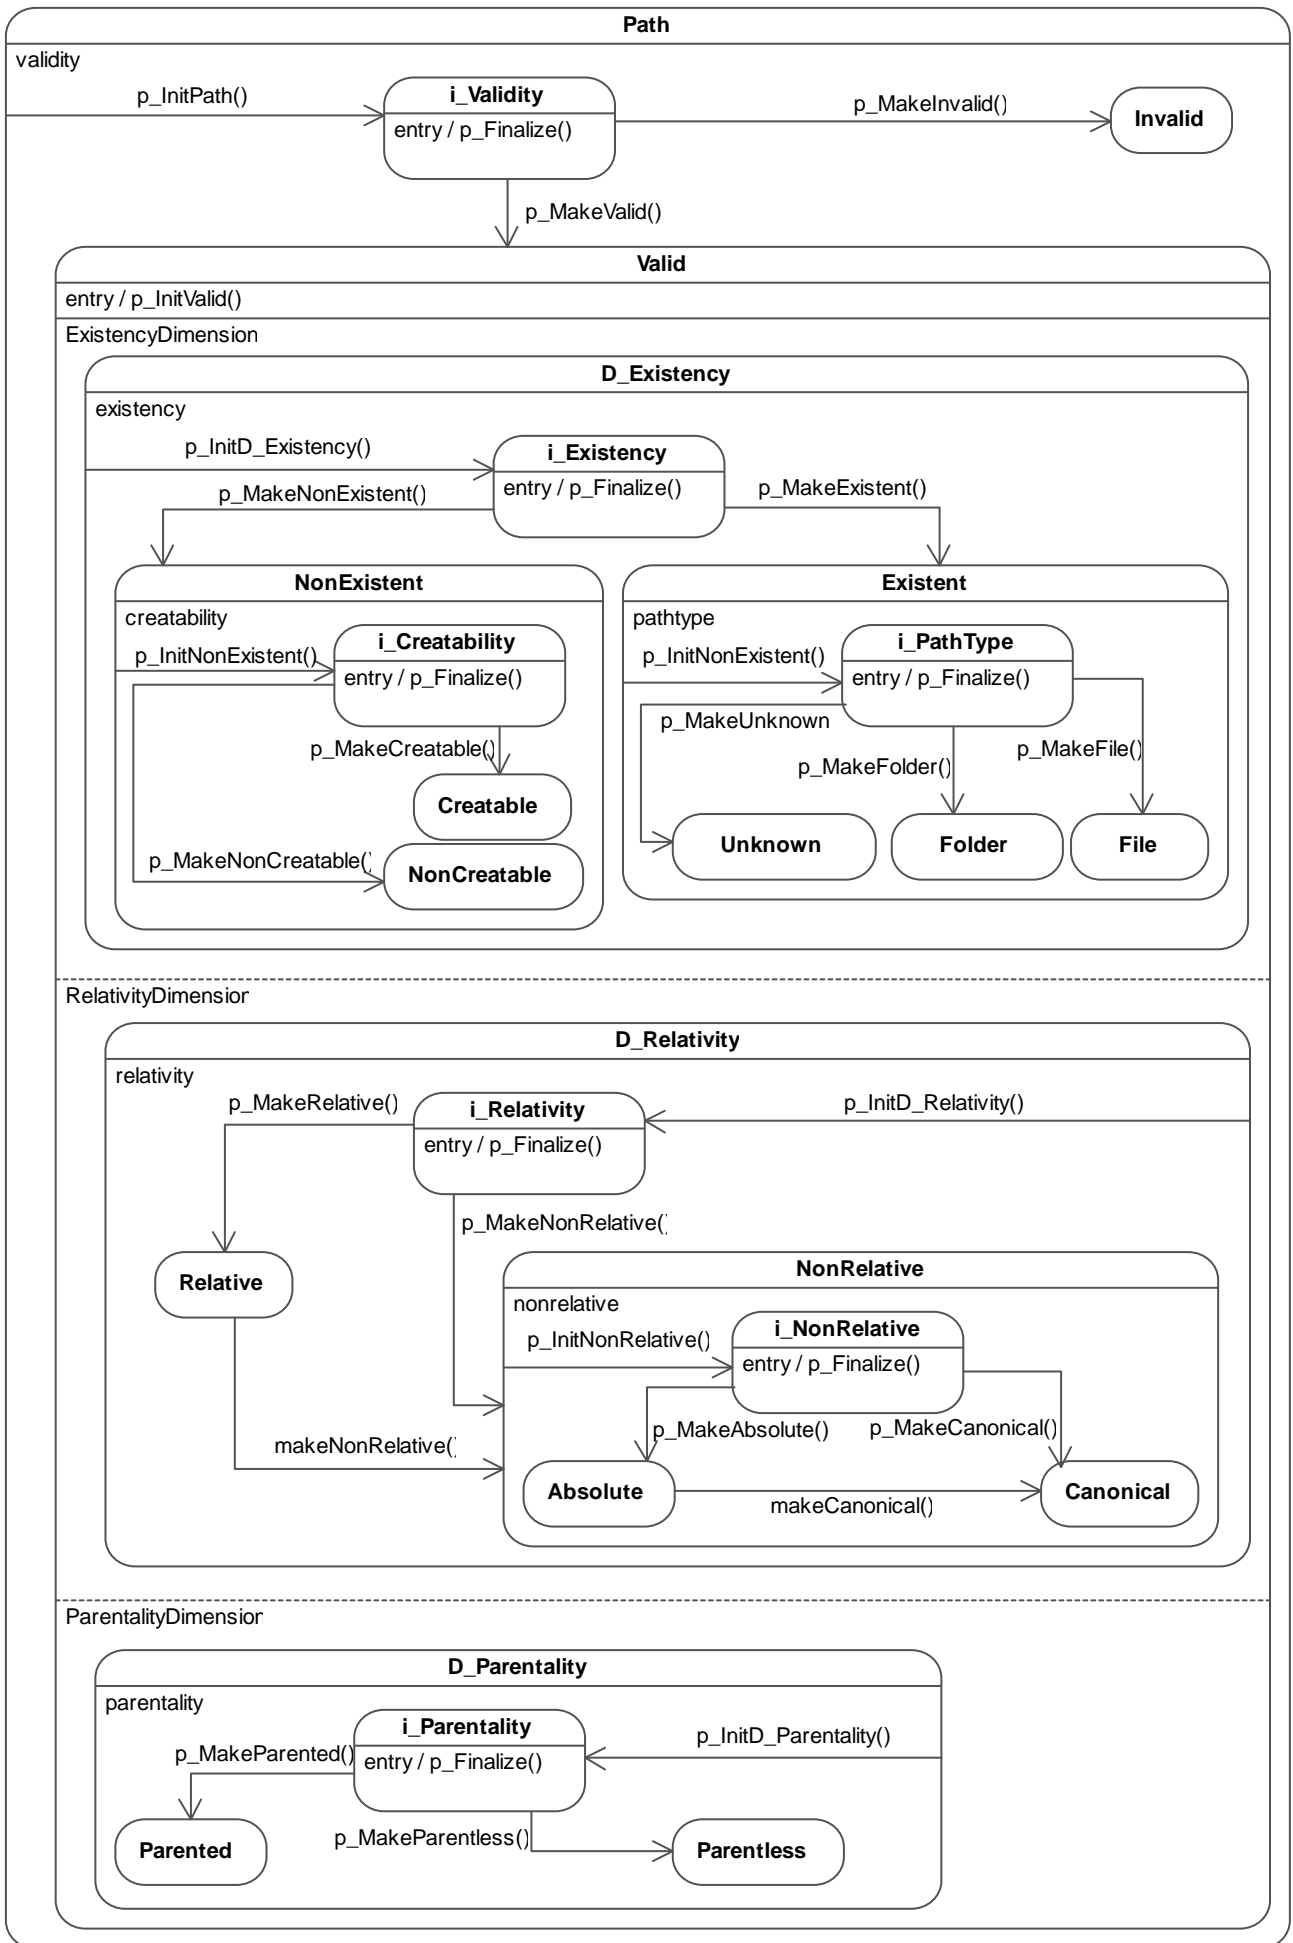 Path
validity
p_InitPath()
i_Validity
entry / p_Finalize()
p_MakeInvalid()
Invalid
p_MakeValid()
Valid
entry / p_InitValid()
ExistencyDimension
D_Existency
existency
p_InitD_Existency()
i_Existency
entry / p_Finalize()
p_MakeNonExistent()
p_MakeExistent()
NonExistent
creatability
p_InitNonExistent()
i_Creatability
entry / p_Finalize()
p_MakeCreatable()
Creatable
p_MakeNonCreatable()
NonCreatable
Existent
pathtype
p_InitNonExistent()
i_PathType
entry / p_Finalize()
p_MakeUnknown
p_MakeFolder()
p_MakeFile()
Unknown
Folder
File
RelativityDimension
D_Relativity
relativity
p_MakeRelative()
i_Relativity
entry / p_Finalize()
p_InitD_Relativity()
p_MakeNonRelative()
Relative
NonRelative
nonrelative
p_InitNonRelative()
i_NonRelative
entry / p_Finalize()
p_MakeAbsolute()
p_MakeCanonical()
makeNonRelative()
Absolute
makeCanonical()
Canonical
ParentalityDimension
D_Parentality
parentality
p_MakeParented()
i_Parentality
entry / p_Finalize()
p_InitD_Parentality()
p_MakeParentless()
Parented
Parentless